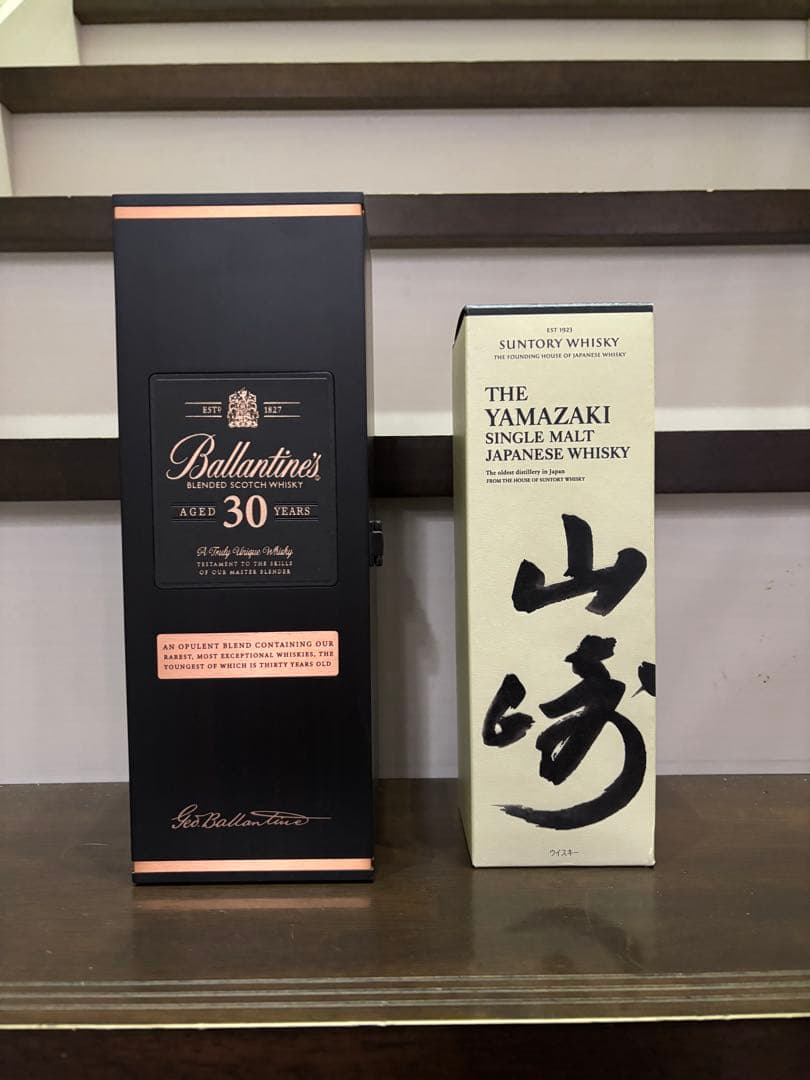 ESTD 1827
Ballantine's
BLENDED SCOTCH WHISKY
AGED 30 YEARS
A Truly Unique Whisky
TESTAMENT TO THE SKILLS
OF OUR MASTER BLENDER
AN OPULENT BLEND CONTAINING OUR
RAREST, MOST EXCEPTIONAL WHISKIES, THE
YOUNGEST OF WHICH IS THIRTY YEARS OLD
Geo. Ballantine
EST 1923
SUNTORY WHISKY
THE FOUNDING HOUSE OF JAPANESE WHISKY
THE
YAMAZAKI
SINGLE MALT
JAPANESE WHISKY
The oldest distillery in Japan
FROM THE HOUSE OF SUNTORY WHISKY
山
崎
ウイスキー